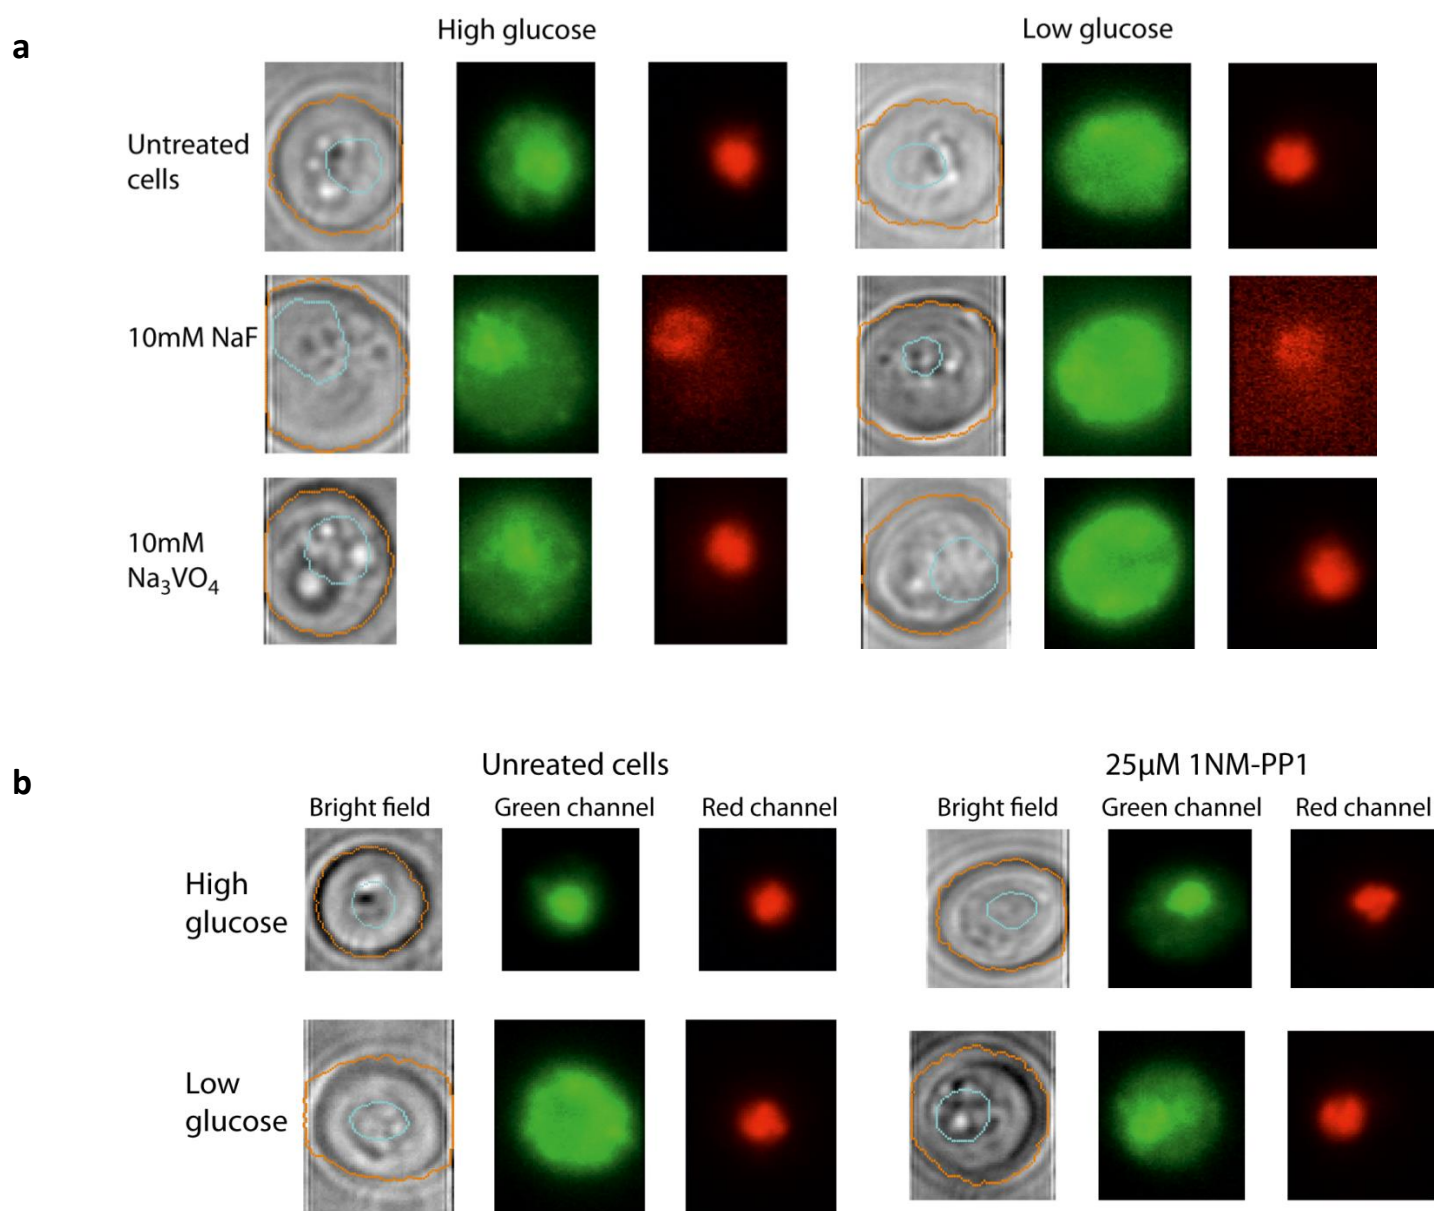 a
High glucose
Low glucose
Untreated
cells
10mM NaF
10mM
Na₃VO₄
b
Unreated cells
25µM 1NM-PP1
Bright field
Green channel
Red channel
Bright field
Green channel
Red channel
High
glucose
Low
glucose